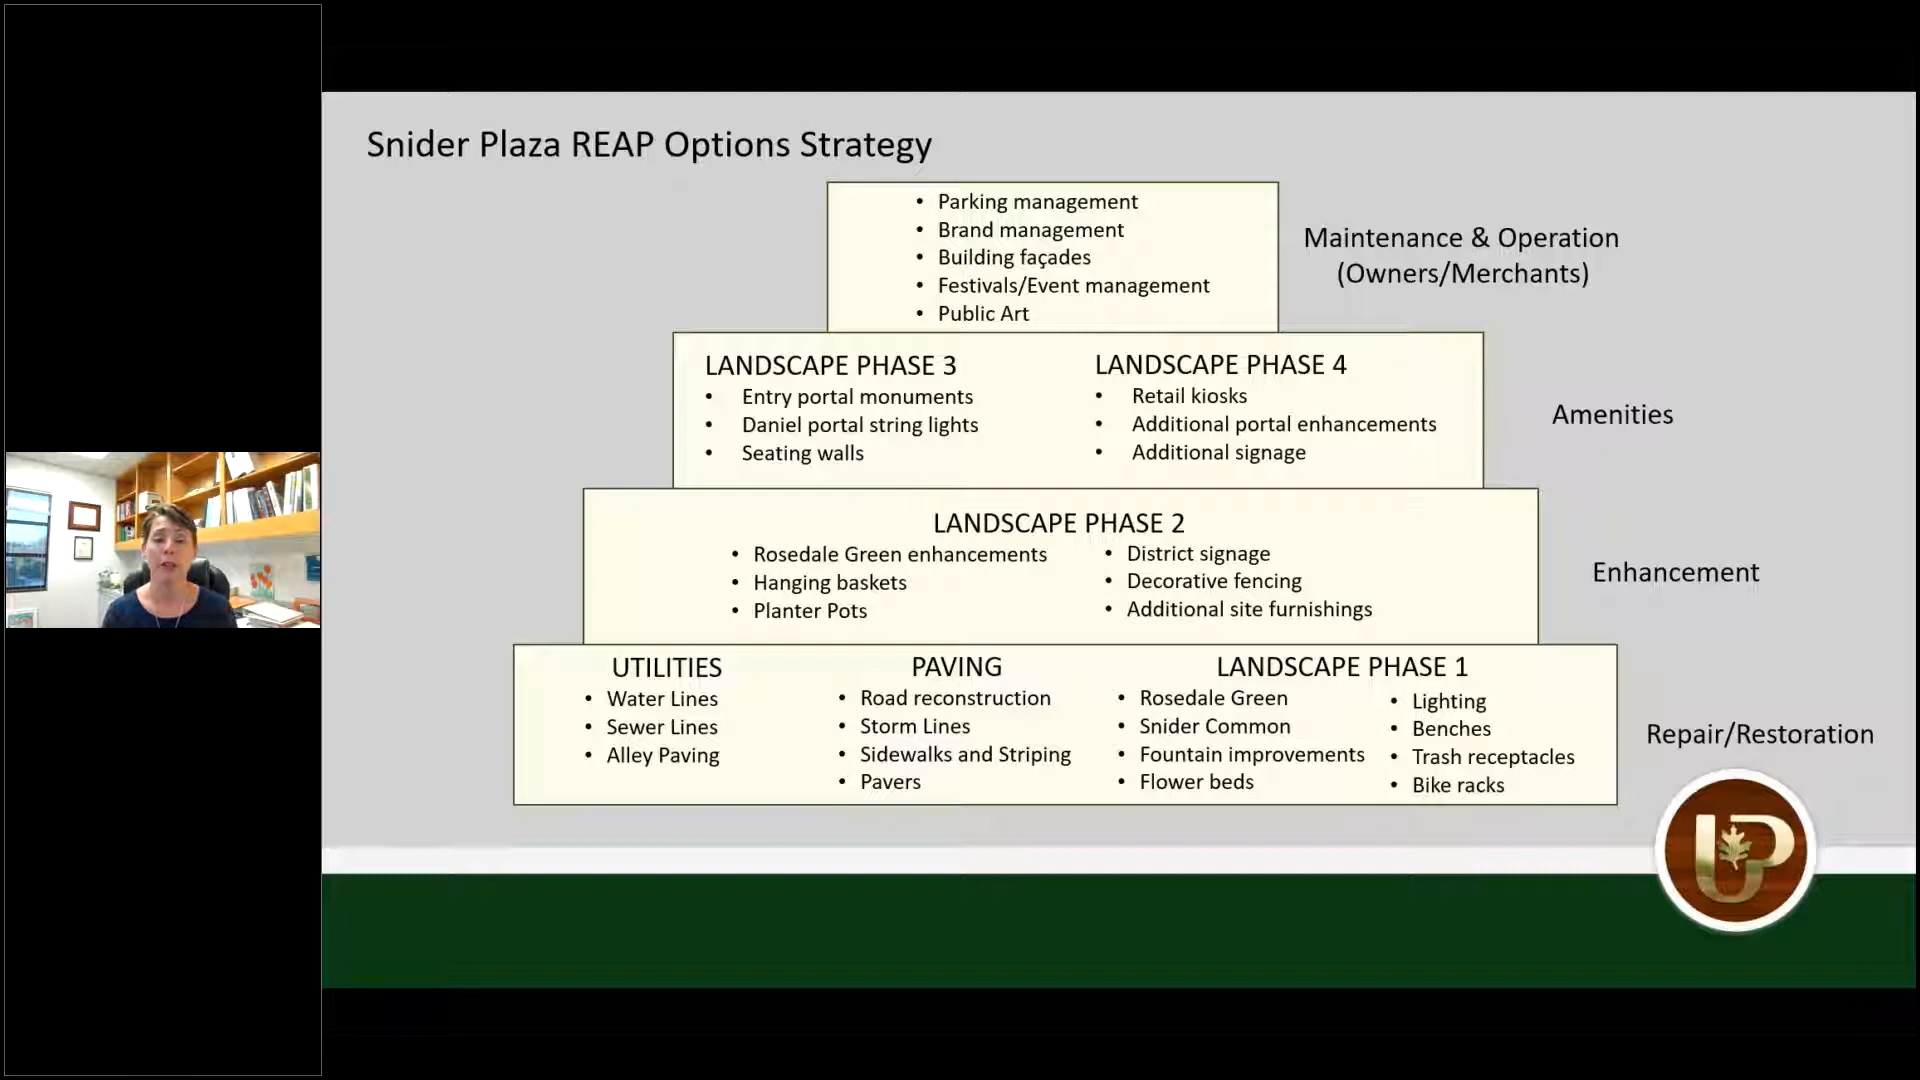 Snider Plaza REAP Options Strategy
• Parking management
• Brand management
• Building façades
• Festivals/Event management
• Public Art
Maintenance & Operation
(Owners/Merchants)
LANDSCAPE PHASE 3
• Entry portal monuments
• Daniel portal string lights
• Seating walls
LANDSCAPE PHASE 4
• Retail kiosks
• Additional portal enhancements
• Additional signage
Amenities
LANDSCAPE PHASE 2
• Rosedale Green enhancements
• Hanging baskets
• Planter Pots
• District signage
• Decorative fencing
• Additional site furnishings
Enhancement
UTILITIES
• Water Lines
• Sewer Lines
• Alley Paving
PAVING
• Road reconstruction
• Storm Lines
• Sidewalks and Striping
• Pavers
LANDSCAPE PHASE 1
• Rosedale Green
• Snider Common
• Fountain improvements
• Flower beds
• Lighting
• Benches
• Trash receptacles
• Bike racks
Repair/Restoration
UP